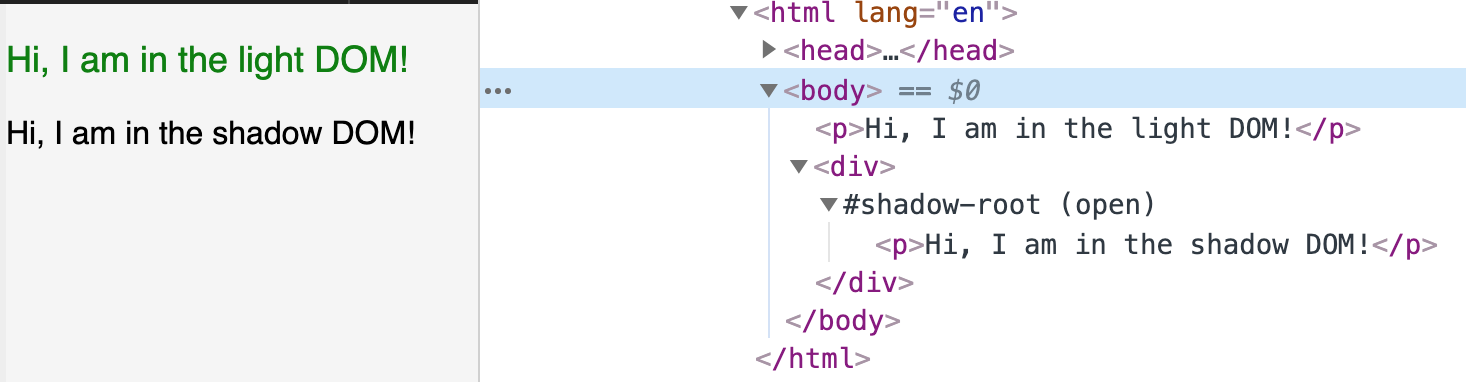 Hi, I am in the light DOM!
Hi, I am in the shadow DOM!
<html lang="en">
<head>…</head>
<body> == $0
<p>Hi, I am in the light DOM!</p>
<div>
#shadow-root (open)
<p>Hi, I am in the shadow DOM!</p>
</div>
</body>
</html>